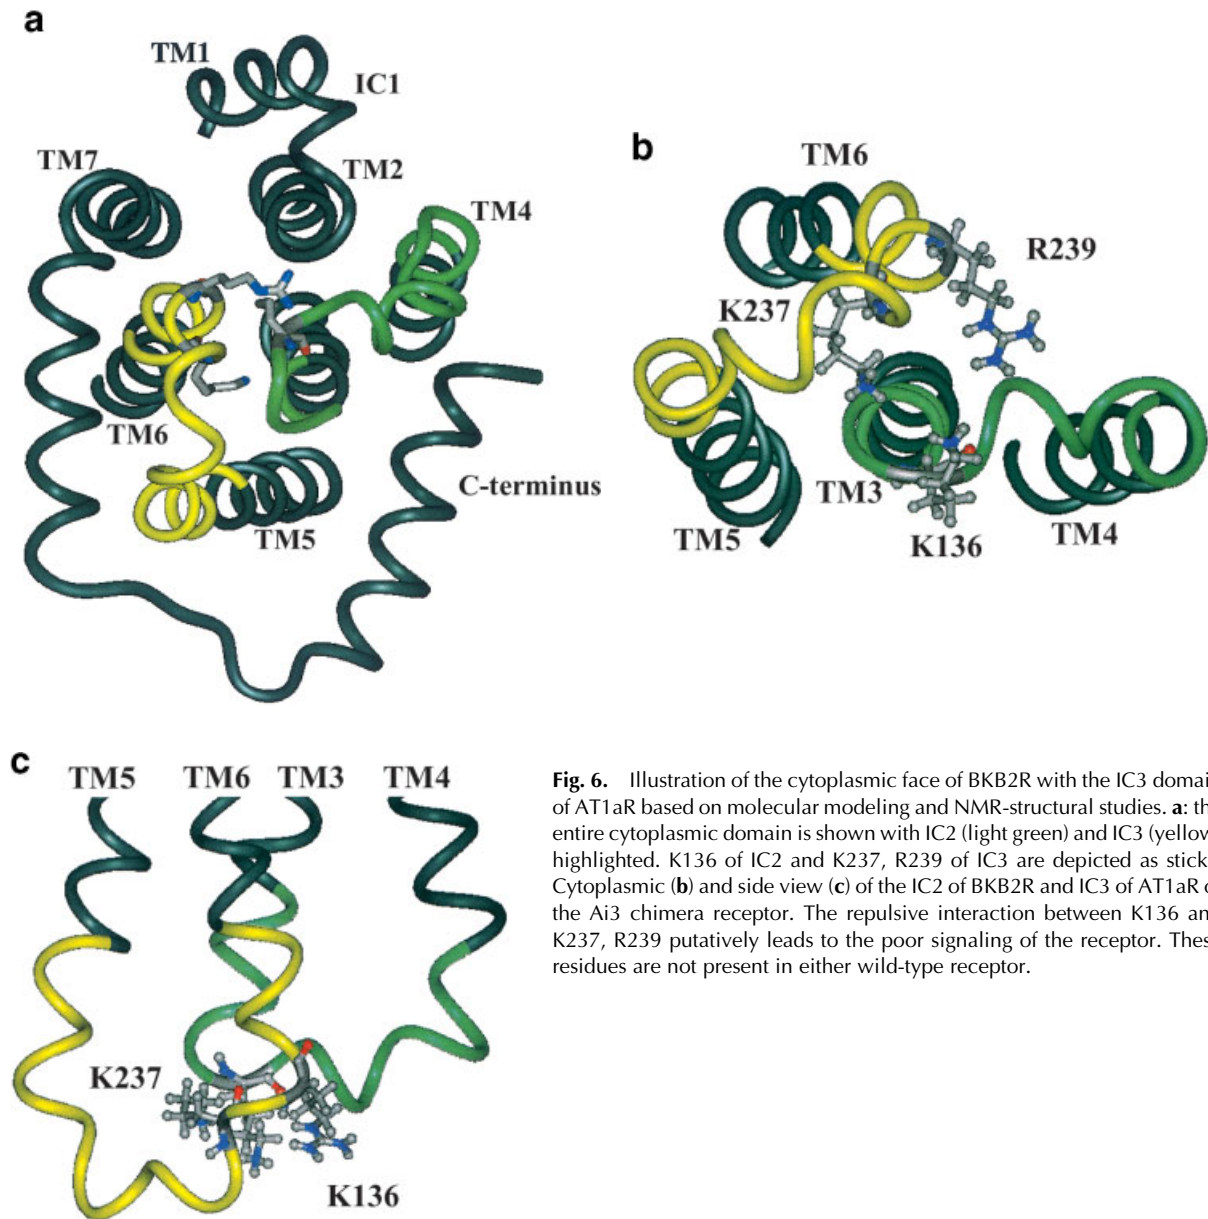 a
TM1
IC1
TM7
TM2
TM4
TM6
C-terminus
TM5
b
TM6
R239
K237
TM3
TM5
K136
TM4
c
TM5 TM6 TM3 TM4
K237
K136
Fig. 6. Illustration of the cytoplasmic face of BKB2R with the IC3 domai
of AT1aR based on molecular modeling and NMR-structural studies. a: th
entire cytoplasmic domain is shown with IC2 (light green) and IC3 (yellow
highlighted. K136 of IC2 and K237, R239 of IC3 are depicted as stick
Cytoplasmic (b) and side view (c) of the IC2 of BKB2R and IC3 of AT1aR o
the Ai3 chimera receptor. The repulsive interaction between K136 an
K237, R239 putatively leads to the poor signaling of the receptor. Thes
residues are not present in either wild-type receptor.